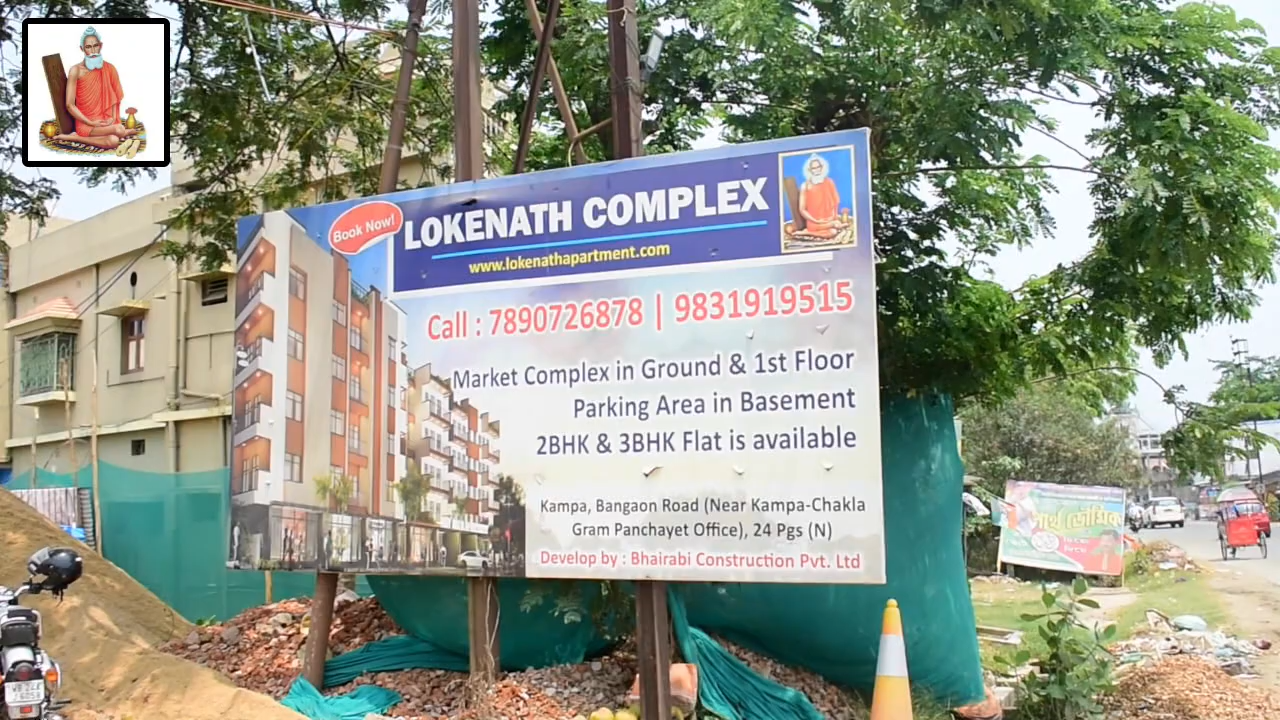 Book Now!
LOKENATH COMPLEX
www.lokenathapartment.com
Call : 7890726878 | 9831919515
Market Complex in Ground & 1st Floor
Parking Area in Basement
2BHK & 3BHK Flat is available
Kampa, Bangaon Road (Near Kampa-Chakla
Gram Panchayet Office), 24 Pgs (N)
Develop by : Bhairabi Construction Pvt. Ltd
পার্থ ভৌমিক